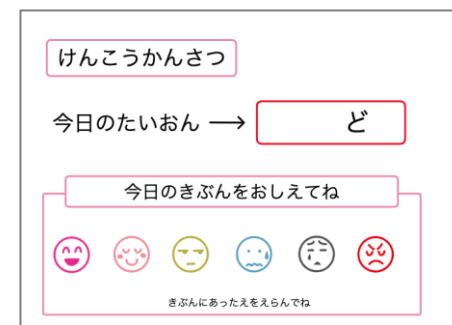 けんこうかんさつ
今日のたいおん → ど
今日のきぶんをおしえてね
きぶんにあったえをえらんでね